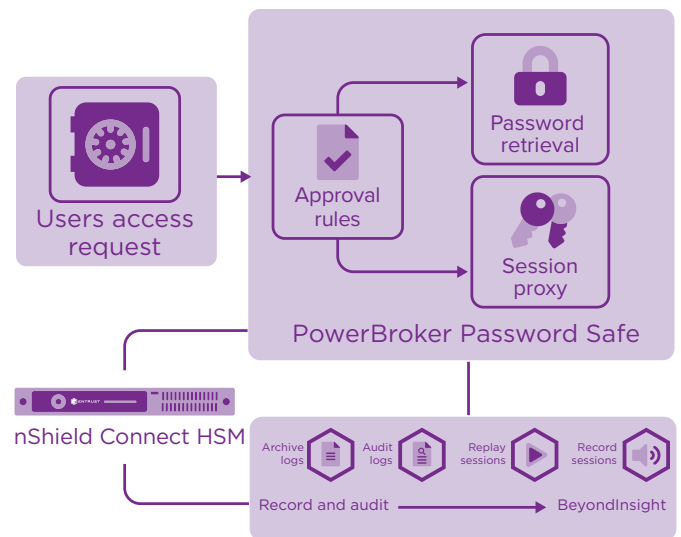 Users access
request
Approval
rules
Password
retrieval
Session
proxy
PowerBroker Password Safe
ENTRUST
nShield Connect HSM
Archive
logs
Audit
logs
Replay
sessions
Record
sessions
Record and audit
BeyondInsight